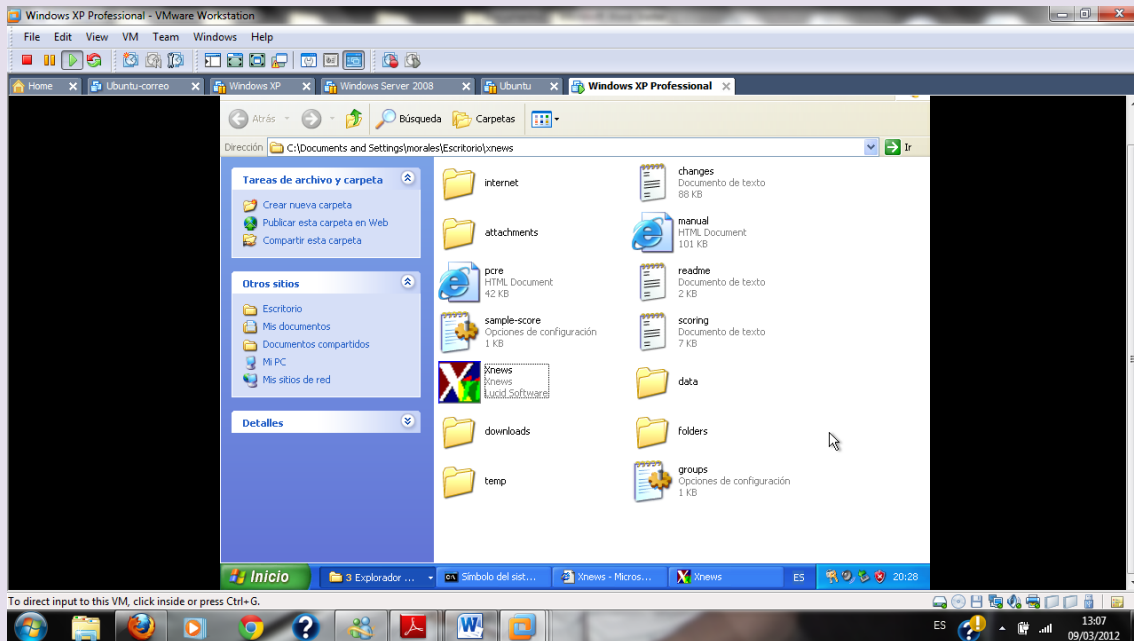 Windows XP Professional - VMware Workstation
File Edit View VM Team Windows Help
Home Ubuntu-correo Windows XP Windows Server 2008 Ubuntu Windows XP Professional
Atrás Búsqueda Carpetas
Dirección C:\Documents and Settings\morales\Escritorio\xnews Ir
Tareas de archivo y carpeta
Crear nueva carpeta
Publicar esta carpeta en Web
Compartir esta carpeta
Otros sitios
Escritorio
Mis documentos
Documentos compartidos
Mi PC
Mis sitios de red
Detalles
internet
changes
Documento de texto
88 KB
attachments
manual
HTML Document
101 KB
pcre
HTML Document
42 KB
readme
Documento de texto
2 KB
sample-score
Opciones de configuración
1 KB
scoring
Documento de texto
7 KB
Xnews
Xnews
Lucid Software
data
downloads
folders
temp
groups
Opciones de configuración
1 KB
Inicio 3 Explorador ... Símbolo del sist... Xnews - Micros... Xnews ES 20:28
To direct input to this VM, click inside or press Ctrl+G.
ES 13:07
09/03/2012